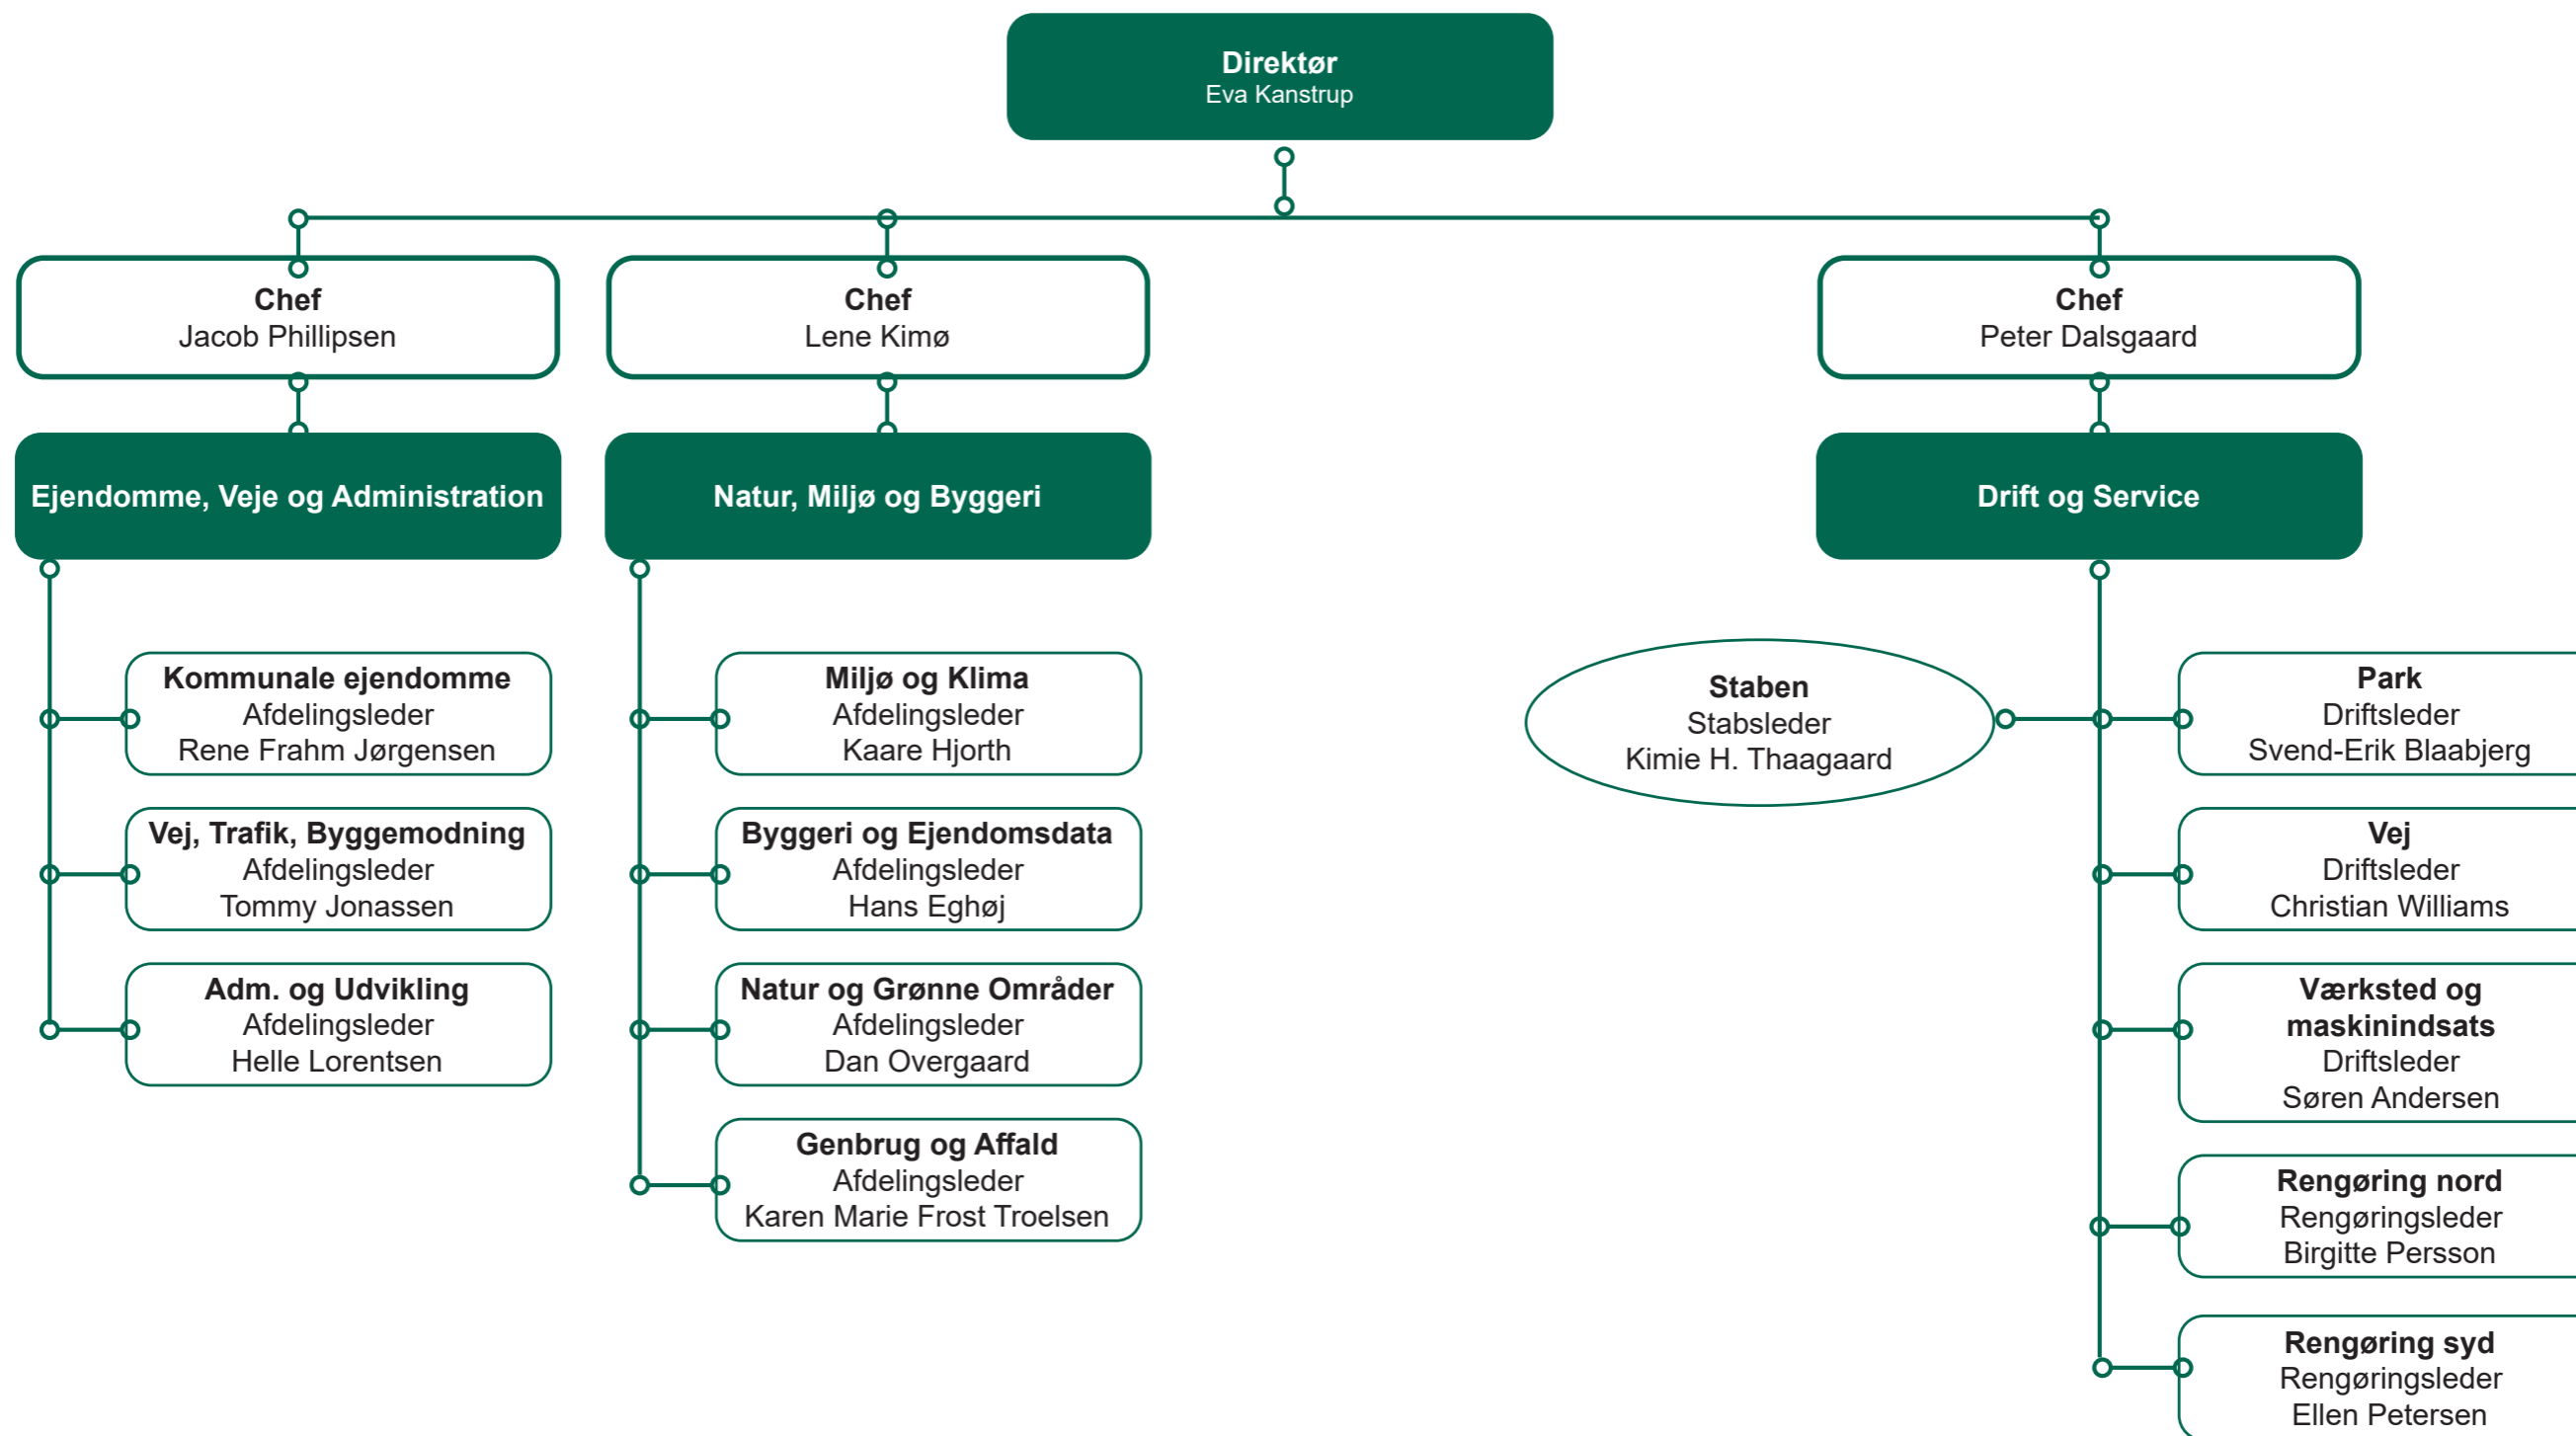 Direktør
Eva Kanstrup
Chef
Jacob Phillipsen
Chef
Lene Kimø
Chef
Peter Dalsgaard
Ejendomme, Veje og Administration
Natur, Miljø og Byggeri
Drift og Service
Kommunale ejendomme
Afdelingsleder
Rene Frahm Jørgensen
Vej, Trafik, Byggemodning
Afdelingsleder
Tommy Jonassen
Adm. og Udvikling
Afdelingsleder
Helle Lorentsen
Miljø og Klima
Afdelingsleder
Kaare Hjorth
Byggeri og Ejendomsdata
Afdelingsleder
Hans Eghøj
Natur og Grønne Områder
Afdelingsleder
Dan Overgaard
Genbrug og Affald
Afdelingsleder
Karen Marie Frost Troelsen
Staben
Stabsleder
Kimie H. Thaagaard
Park
Driftsleder
Svend-Erik Blaabjerg
Vej
Driftsleder
Christian Williams
Værksted og
maskinindsats
Driftsleder
Søren Andersen
Rengøring nord
Rengøringsleder
Birgitte Persson
Rengøring syd
Rengøringsleder
Ellen Petersen